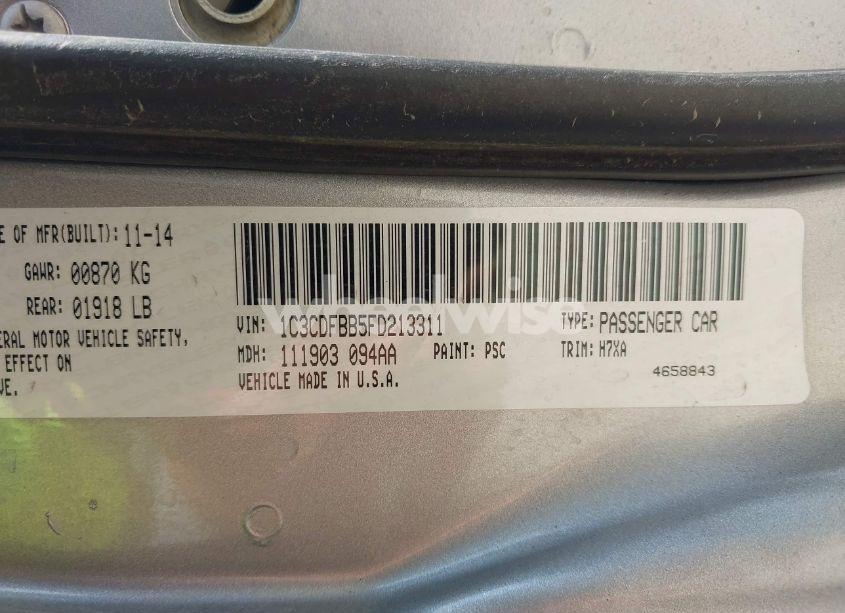 E OF MFR(BUILT): 11-14
GAWR: 00870 KG
REAR: 01918 LB
ERAL MOTOR VEHICLE SAFETY,
EFFECT ON
VE.
wheelwise
VIN: 1C3CDFBB5FD213311
TYPE: PASSENGER CAR
MDH: 111903 094AA
PAINT: PSC
TRIM: H7XA
VEHICLE MADE IN U.S.A.
4658843